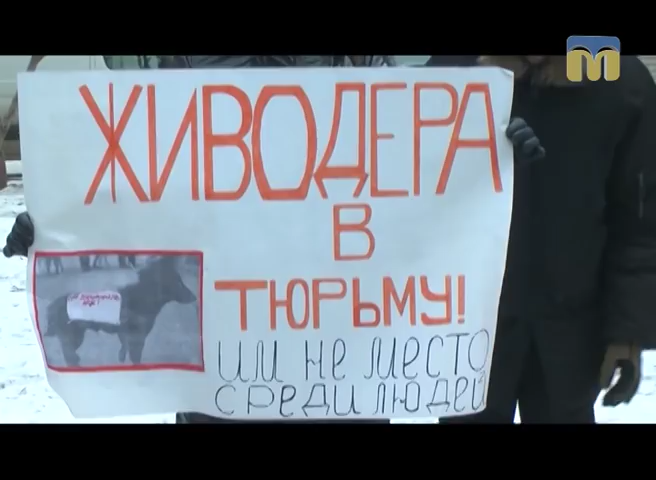 ЖИВОДЕРА
В
ТЮРЬМУ!
ИМ НЕ МЕСТО
СРЕДИ ЛЮДЕЙ